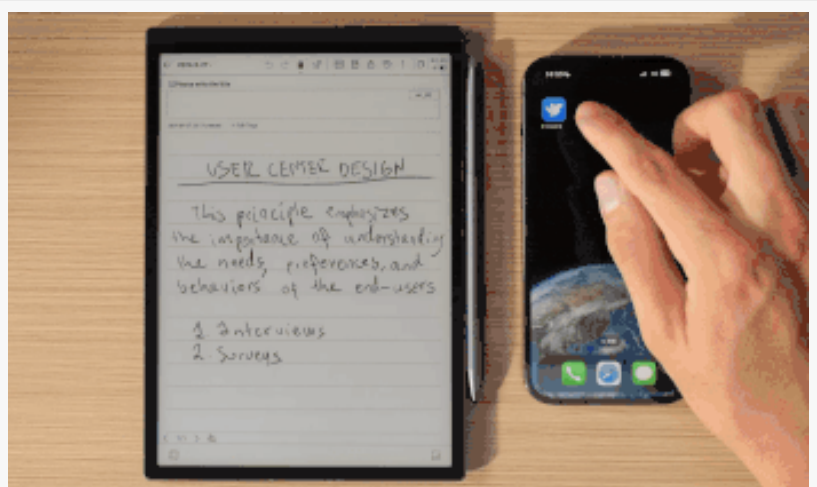 USER CENTER DESIGN
This principle emphasizes
the importance of understanding
the needs, preferences, and
behaviors of the end-users
1 Interviews
2. Surveys